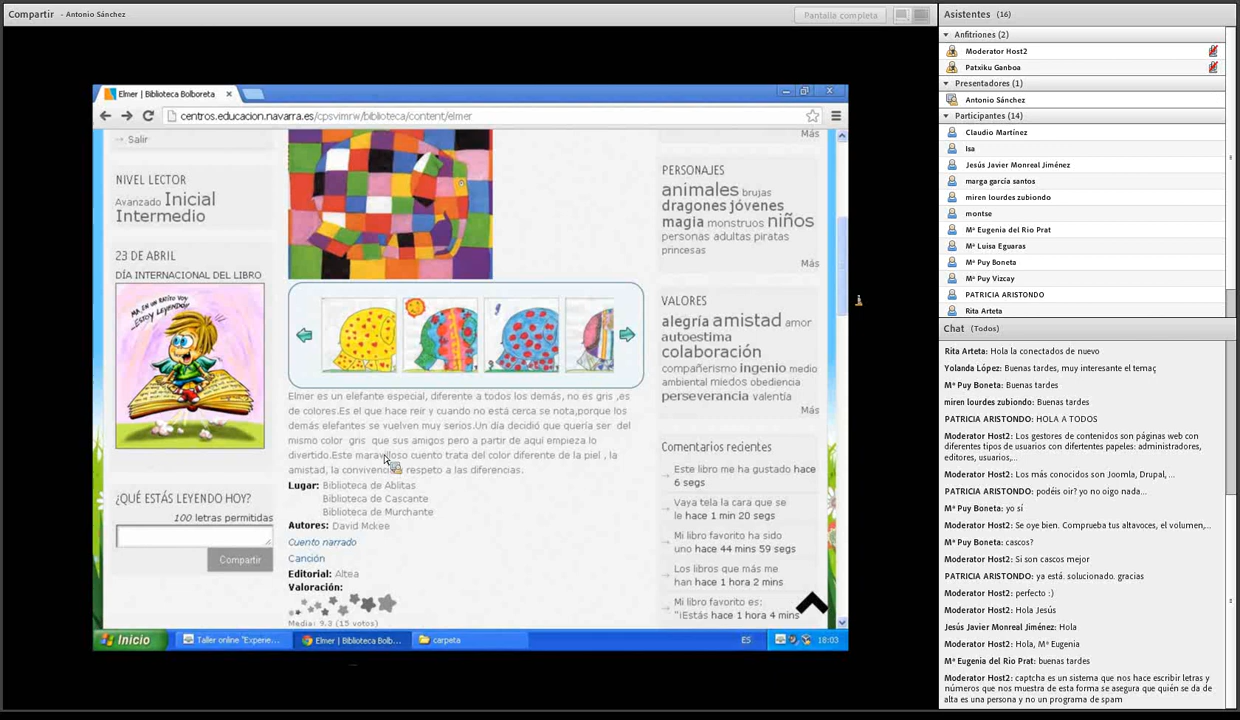 Compartir - Antonio Sánchez
Pantalla completa
Elmer | Biblioteca Bolboreta
centros.educacion.navarra.es/cpsvimrw/biblioteca/content/elmer
Salir
NIVEL LECTOR
Avanzado Inicial
Intermedio
23 DE ABRIL
DÍA INTERNACIONAL DEL LIBRO
¿QUÉ ESTÁS LEYENDO HOY?
100 letras permitidas
Compartir
Elmer es un elefante especial, diferente a todos los demás, no es gris ,es
de colores.Es el que hace reir y cuando no está cerca se nota,porque los
demás elefantes se vuelven muy serios.Un día decidió que quería ser del
mismo color gris que sus amigos pero a partir de aquí empieza lo
divertido.Este maravilloso cuento trata del color diferente de la piel , la
amistad, la convivencia respeto a las diferencias.
Lugar: Biblioteca de Ablitas
Biblioteca de Cascante
Biblioteca de Murchante
Autores: David Mckee
Cuento narrado
Canción
Editorial: Altea
Valoración:
Media: 9.3 (15 votos)
Más
PERSONAJES
animales brujas
dragones jóvenes
magia monstruos niños
personas adultas piratas
princesas
Más
VALORES
alegría amistad amor
autoestima
colaboración
compañerismo ingenio medio
ambiental miedos obediencia
perseverancia valentía
Más
Comentarios recientes
Este libro me ha gustado hace
6 segs
Vaya tela la cara que se
le hace 1 min 20 segs
Mi libro favorito ha sido
uno hace 44 mins 59 segs
Los libros que más me
han hace 1 hora 2 mins
Mi libro favorito es:
"¡Estás hace 1 hora 4 mins
Inicio
Taller online "Experie...
Elmer | Biblioteca Bolb...
carpeta
ES
18:03
Asistentes (16)
Anfitriones (2)
Moderator Host2
Patxiku Ganboa
Presentadores (1)
Antonio Sánchez
Participantes (14)
Claudio Martínez
Isa
Jesús Javier Monreal Jiménez
marga garcía santos
miren lourdes zubiondo
montse
Mª Eugenia del Rio Prat
Mª Luisa Eguaras
Mª Puy Boneta
Mª Puy Vizcay
PATRICIA ARISTONDO
Rita Arteta
Chat (Todos)
Rita Arteta: Hola la conectados de nuevo
Yolanda López: Buenas tardes, muy interesante el temaç
Mª Puy Boneta: Buenas tardes
miren lourdes zubiondo: Buenas tardes
PATRICIA ARISTONDO: HOLA A TODOS
Moderator Host2: Los gestores de contenidos son páginas web con
diferentes tipos de usuarios con difertentes papeles: administradores,
editores, usuarios,...
Moderator Host2: Los más conocidos son Joomla, Drupal, ...
PATRICIA ARISTONDO: podéis oir? yo no oigo nada...
Mª Puy Boneta: yo sí
Moderator Host2: Se oye bien. Comprueba tus altavoces, el volumen,...
Mª Puy Boneta: cascos?
Moderator Host2: Si son cascos mejor
PATRICIA ARISTONDO: ya está. solucionado. gracias
Moderator Host2: perfecto :)
Moderator Host2: Hola Jesús
Jesús Javier Monreal Jiménez: Hola
Moderator Host2: Hola, Mª Eugenia
Mª Eugenia del Rio Prat: buenas tardes
Moderator Host2: captcha es un sistema que nos hace escribir letras y
números que nos muestra de esta forma se asegura que quién se da de
alta es una persona y no un programa de spam